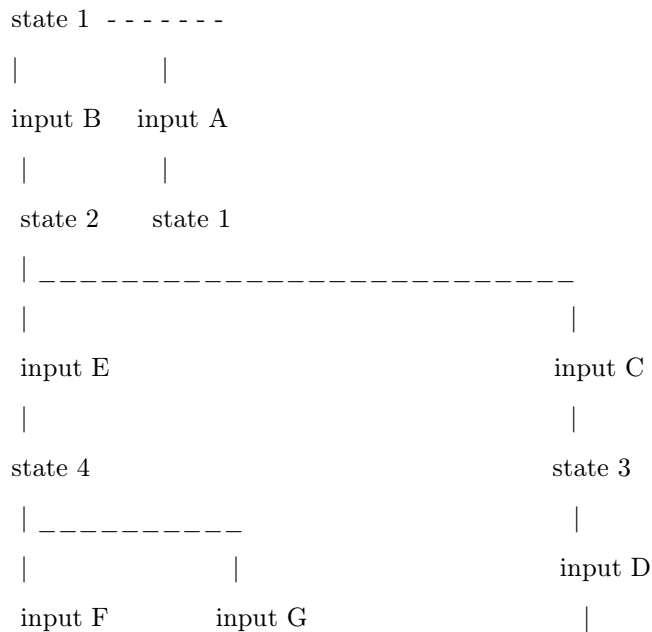 state 1 - - - - - - -
| |
input B input A
| |
state 2 state 1
| _ _ _ _ _ _ _ _ _ _ _ _ _ _ _ _ _ _ _ _ _ _ _ _ _ _
| |
input E input C
| |
state 4 state 3
| _ _ _ _ _ _ _ _ _ _ |
| | input D
input F input G |